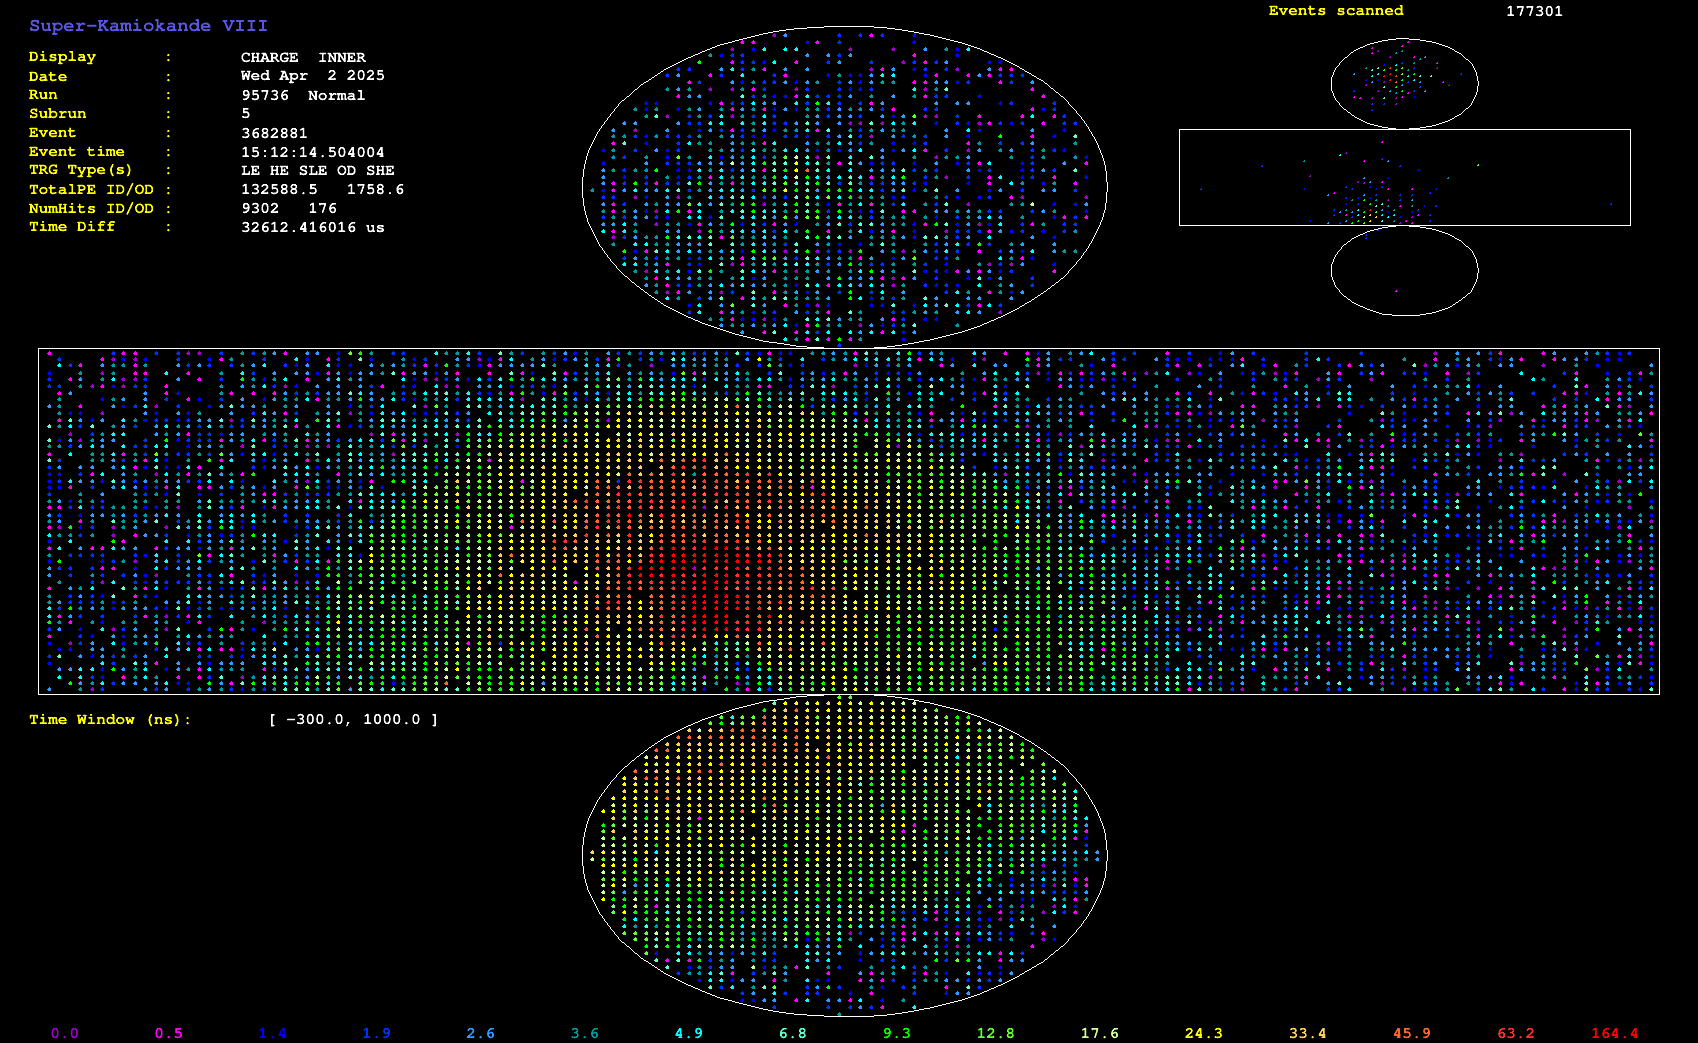 Super-Kamiokande VIII
Events scanned 177301
Display : CHARGE INNER
Date : Wed Apr 2 2025
Run : 95736 Normal
Subrun : 5
Event : 3682881
Event time : 15:12:14.504004
TRG Type(s) : LE HE SLE OD SHE
TotalPE ID/OD : 132588.5 1758.6
NumHits ID/OD : 9302 176
Time Diff : 32612.416016 us
Time Window (ns): [ -300.0, 1000.0 ]
0.0 0.5 1.4 1.9 2.6 3.6 4.9 6.8 9.3 12.8 17.6 24.3 33.4 45.9 63.2 164.4